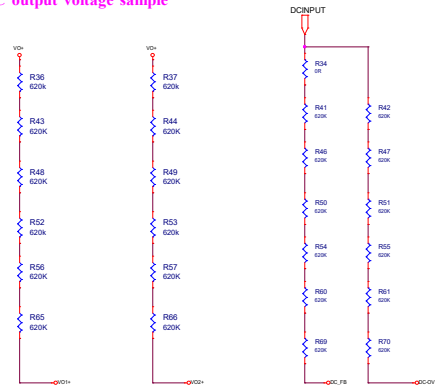 C output voltage sample
DCINPUT
VO+
R36
620k
R43
620K
R48
620K
R52
620k
R56
620K
R65
620K
VO1+
VO+
R37
620k
R44
620K
R49
620K
R53
620k
R57
620K
R66
620K
VO2+
R34
0R
R41
620K
R46
620K
R50
620K
R54
620K
R60
620K
R69
620K
DC_FB
R42
620K
R47
620K
R51
620K
R55
620K
R61
620K
R70
620K
DC-OV